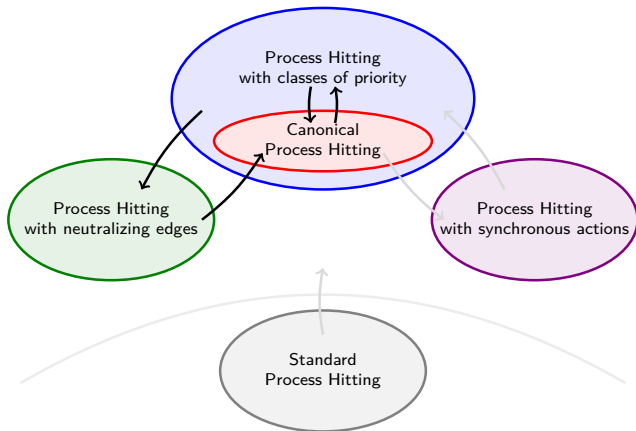 Process Hitting
with classes of priority
Canonical
Process Hitting
Process Hitting
with neutralizing edges
Process Hitting
with synchronous actions
Standard
Process Hitting